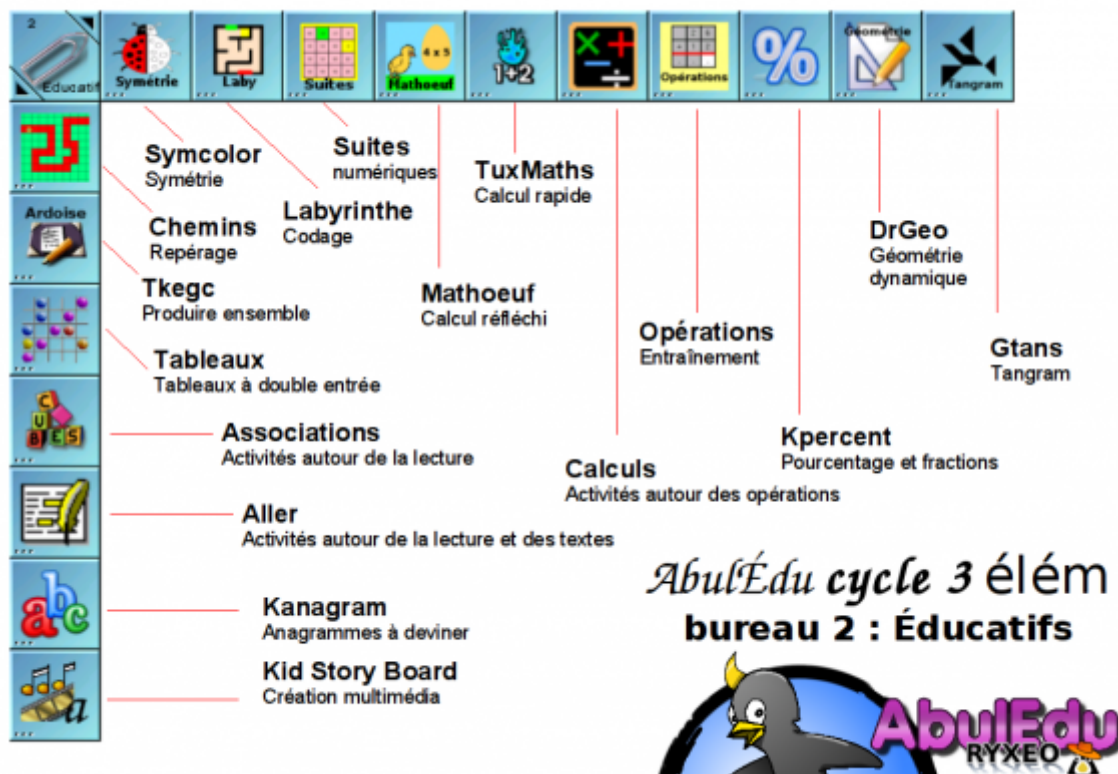 2
Educatif
Symétrie
Laby
Suites
4 x 5
Mathoeuf
1+2
Opérations
%
Géométrie
Tangram
Ardoise
CUBES
abc
a
Symcolor
Symétrie
Suites
numériques
TuxMaths
Calcul rapide
Labyrinthe
Codage
Chemins
Repérage
DrGeo
Géométrie
dynamique
Tkegc
Produire ensemble
Mathoeuf
Calcul réfléchi
Opérations
Entraînement
Gtans
Tangram
Tableaux
Tableaux à double entrée
Associations
Activités autour de la lecture
Kpercent
Pourcentage et fractions
Calculs
Activités autour des opérations
Aller
Activités autour de la lecture et des textes
AbulÉdu cycle 3 élém
bureau 2 : Éducatifs
Kanagram
Anagrammes à deviner
Kid Story Board
Création multimédia
AbulEdu
RYXEO